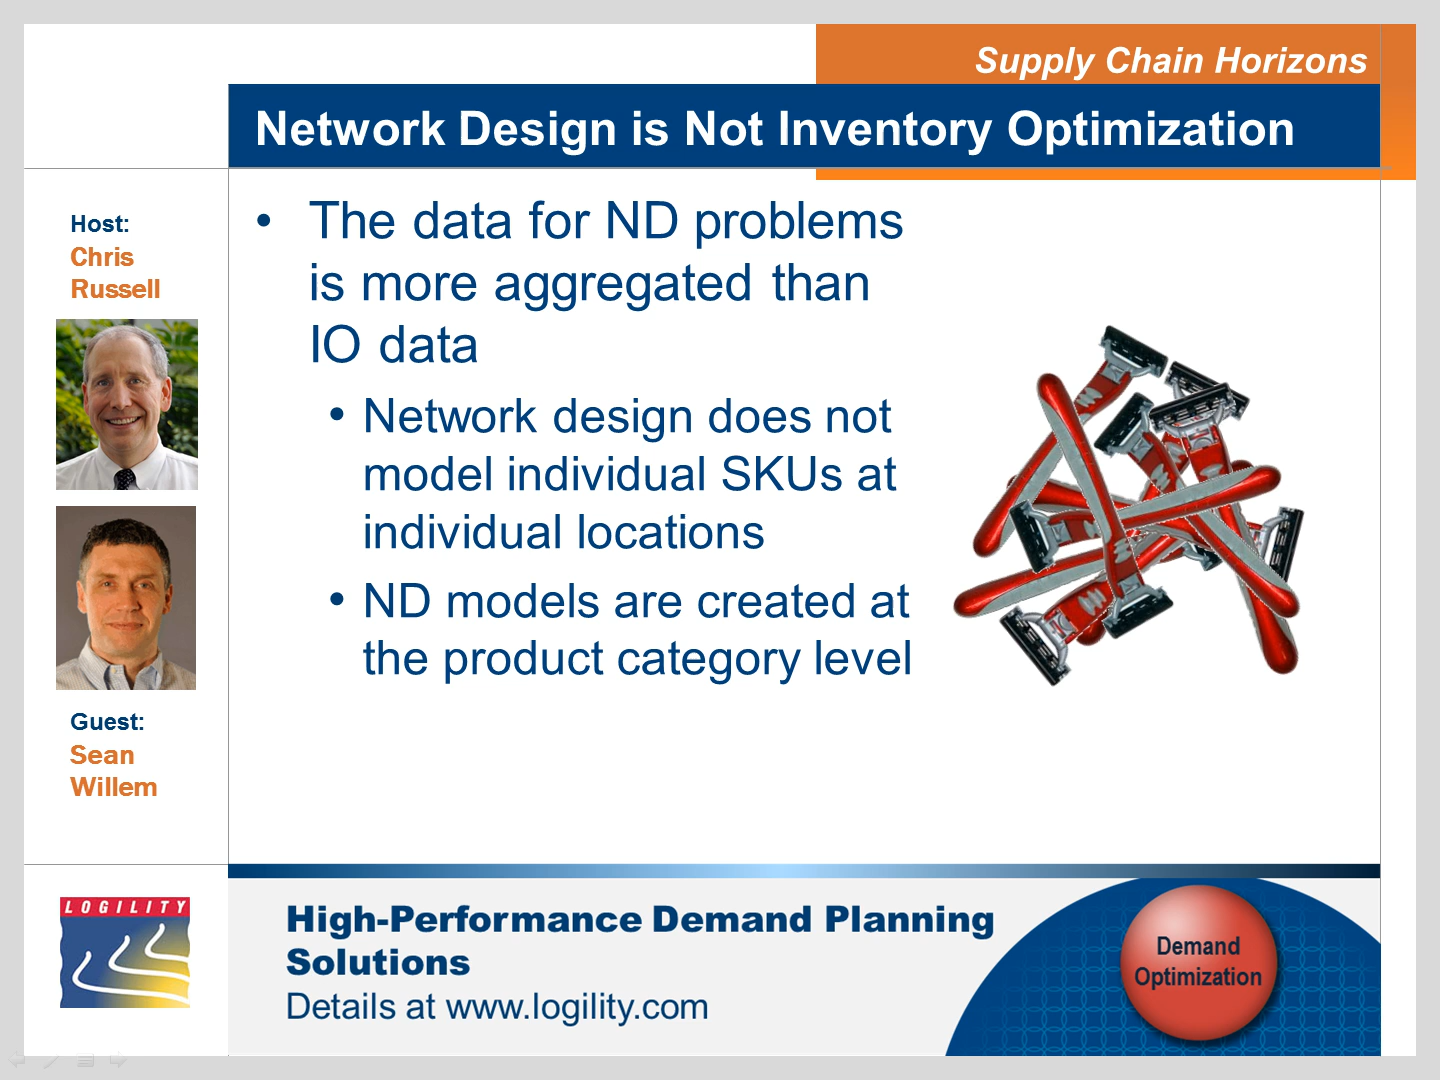 Supply Chain Horizons
Network Design is Not Inventory Optimization
Host:
Chris
Russell
Guest:
Sean
Willem
• The data for ND problems
is more aggregated than
IO data
• Network design does not
model individual SKUs at
individual locations
• ND models are created at
the product category level
LOGILITY
High-Performance Demand Planning
Solutions
Details at www.logility.com
Demand
Optimization